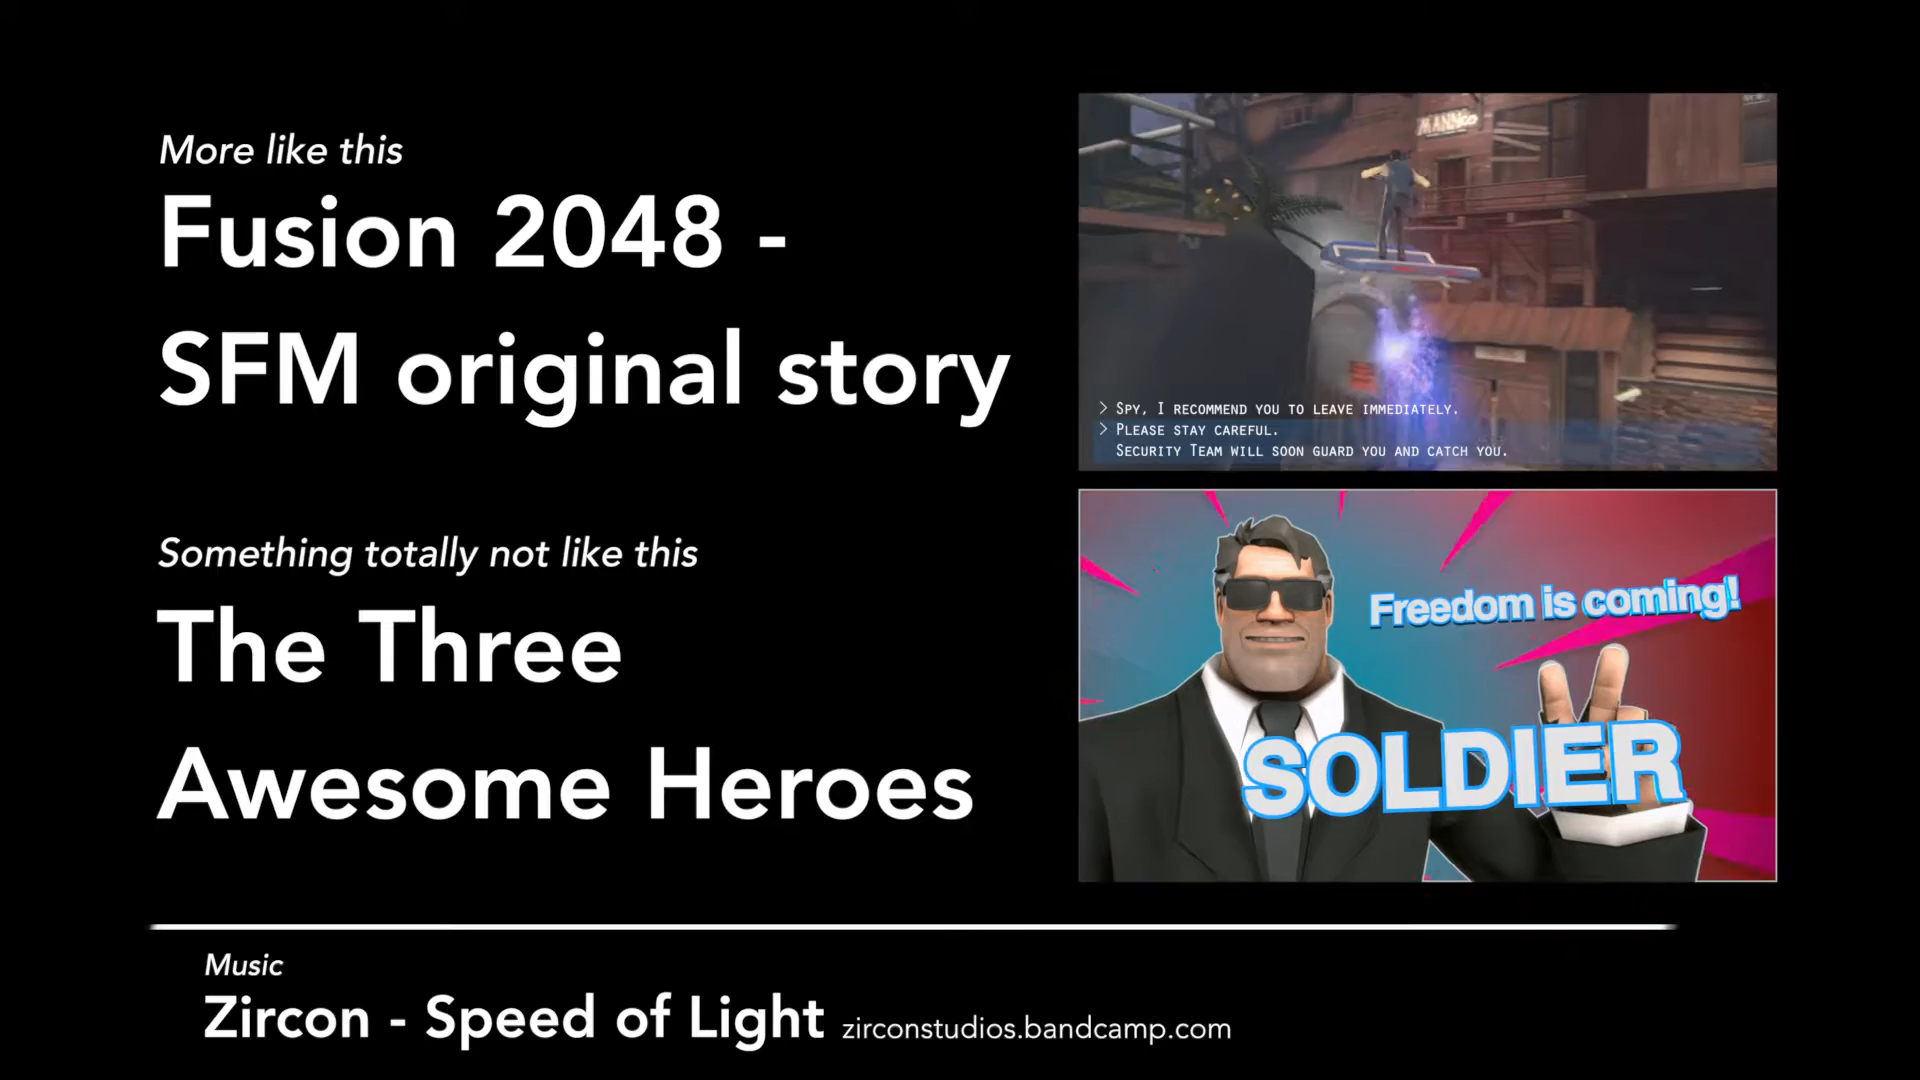 More like this
Fusion 2048 -
SFM original story
MANNCO
> SPY, I RECOMMEND YOU TO LEAVE IMMEDIATELY.
> PLEASE STAY CAREFUL.
SECURITY TEAM WILL SOON GUARD YOU AND CATCH YOU.
Something totally not like this
The Three
Awesome Heroes
Freedom is coming!
SOLDIER
Music
Zircon - Speed of Light zirconstudios.bandcamp.com